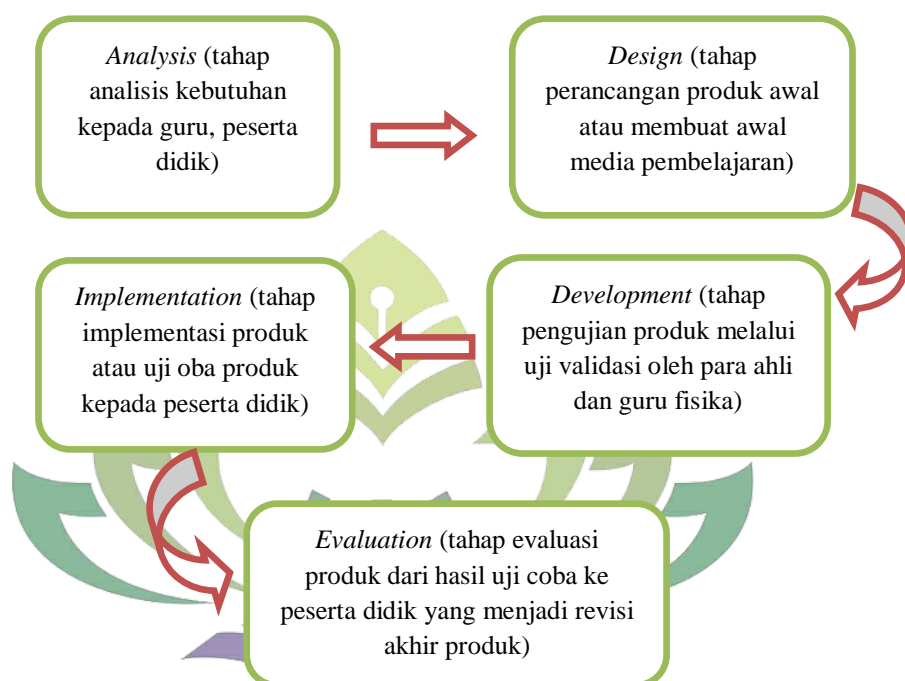 Analysis (tahap
analisis kebutuhan
kepada guru, peserta
didik)
Design (tahap
perancangan produk awal
atau membuat awal
media pembelajaran)
Development (tahap
pengujian produk melalui
uji validasi oleh para ahli
dan guru fisika)
Implementation (tahap
implementasi produk
atau uji oba produk
kepada peserta didik)
Evaluation (tahap evaluasi
produk dari hasil uji coba ke
peserta didik yang menjadi revisi
akhir produk)